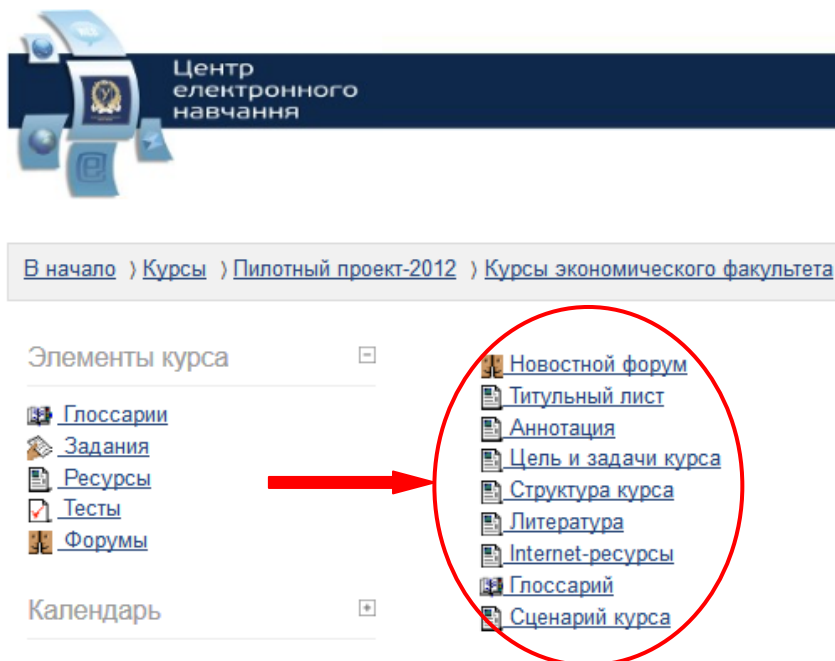 Центр
електронного
навчання
В начало ) Курсы ) Пилотный проект-2012 ) Курсы экономического факультета
Элементы курса
Глоссарии
Задания
Ресурсы
Тесты
Форумы
Календарь
Новостной форум
Титульный лист
Аннотация
Цель и задачи курса
Структура курса
Литература
Internet-ресурсы
Глоссарий
Сценарий курса